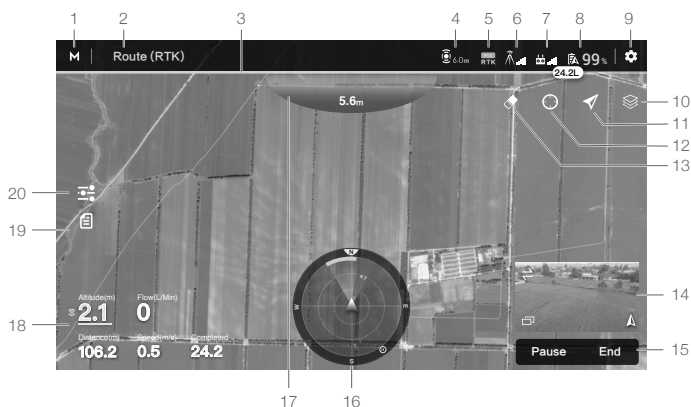 1 2 3 4 5 6 7 8 9
M Route (RTK) 6.0m RTK 99%
24.2L
5.6m
10
11
12
13
20
19
N
W E
S
Altitude(m) Flow(L/Min)
2.1 0
Distance(m) Speed(m/s) Completed
106.2 0.5 24.2
18
14
Pause End 15
17 16